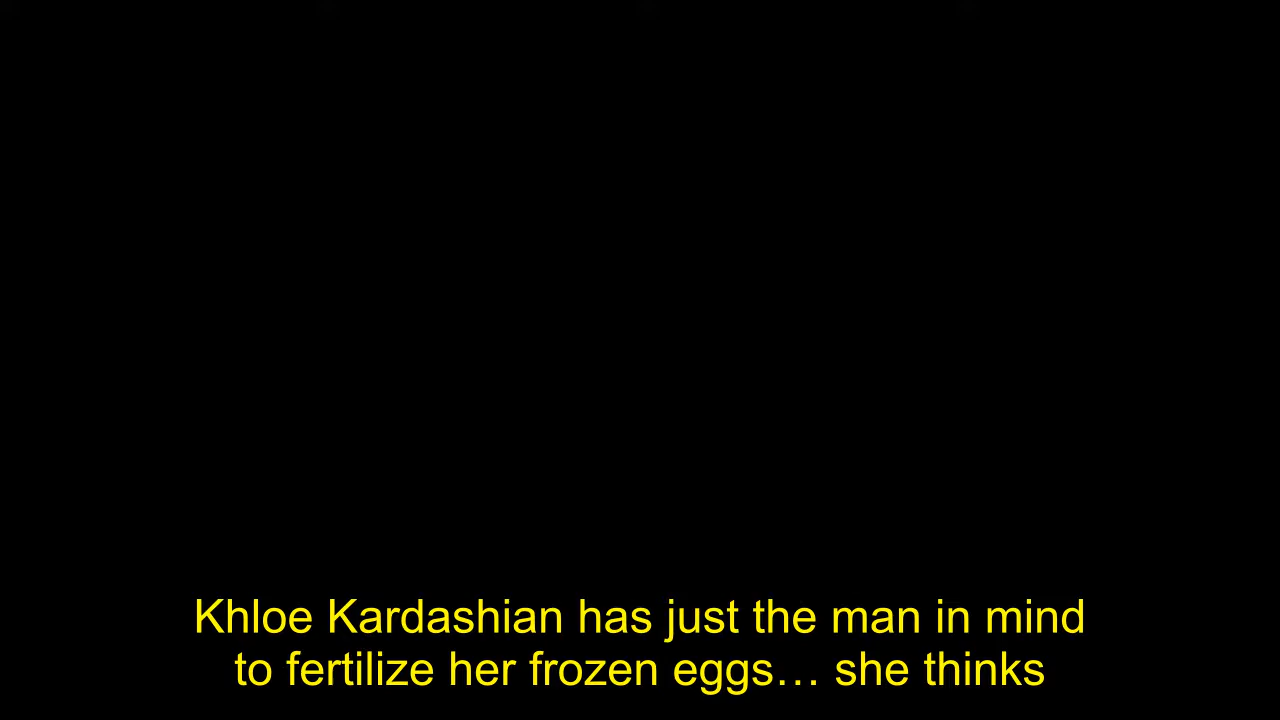 Khloe Kardashian has just the man in mind
to fertilize her frozen eggs… she thinks